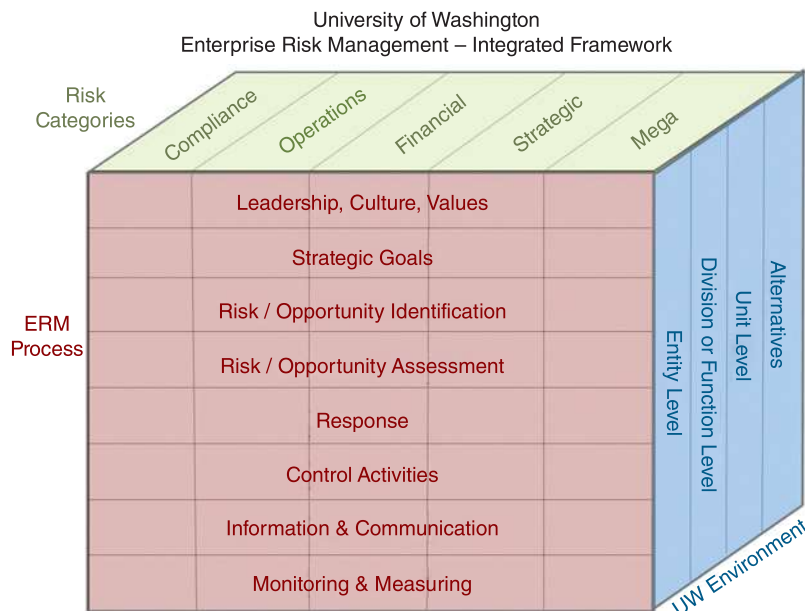 University of Washington
Enterprise Risk Management – Integrated Framework
Risk
Categories
Compliance
Operations
Financial
Strategic
Mega
ERM
Process
Leadership, Culture, Values
Strategic Goals
Risk / Opportunity Identification
Risk / Opportunity Assessment
Response
Control Activities
Information & Communication
Monitoring & Measuring
Entity Level
Division or Function Level
Unit Level
Alternatives
UW Environment